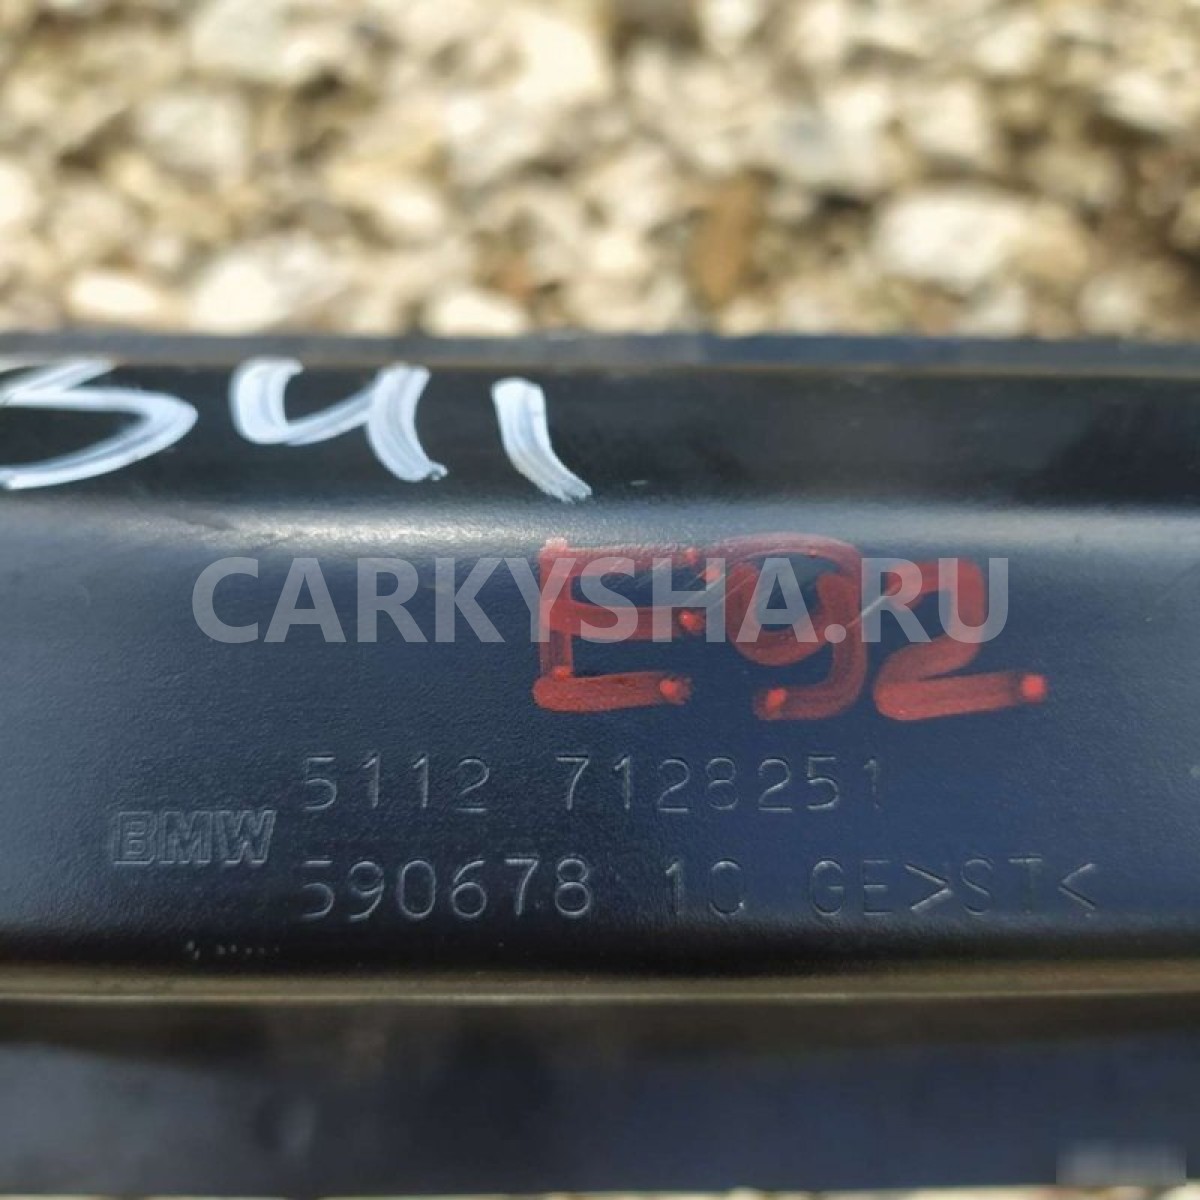 341
E92
CARKYSHA.RU
5112 7128251
BMW
590678 10 GE>ST<